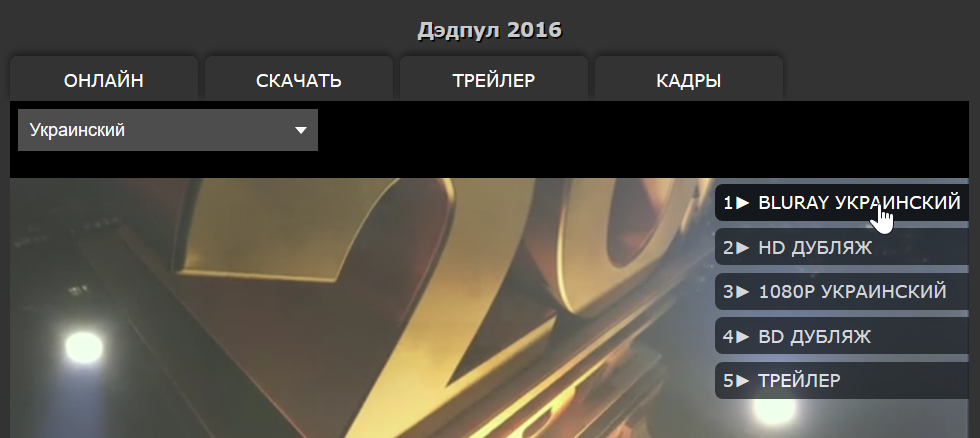 Дэдпул 2016
ОНЛАЙН СКАЧАТЬ ТРЕЙЛЕР КАДРЫ
Украинский
1► BLURAY УКРАИНСКИЙ
2► HD ДУБЛЯЖ
3► 1080P УКРАИНСКИЙ
4► BD ДУБЛЯЖ
5► ТРЕЙЛЕР
20